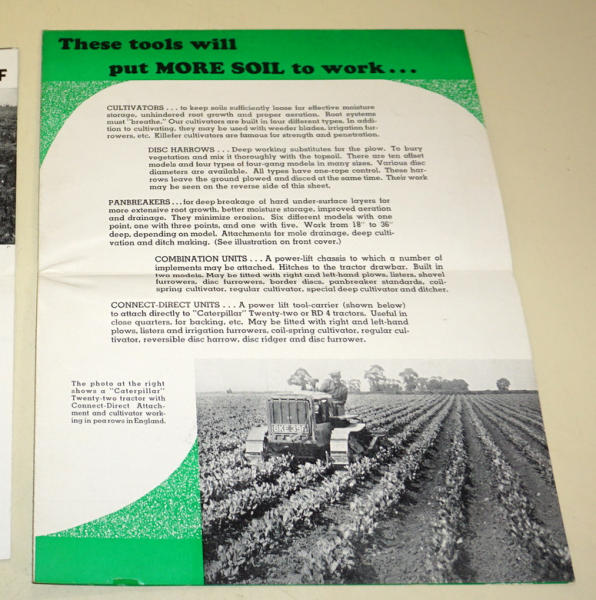 F
These tools will
put MORE SOIL to work...
CULTIVATORS . . . to keep soils sufficiently loose for effective moisture
storage, unhindered root growth and proper aeration. Root systems
must "breathe." Our cultivators are built in four different types. In addi-
tion to cultivating, they may be used with weeder blades, irrigation fur-
rowers, etc. Killefer cultivators are famous for strength and penetration.
DISC HARROWS . . . Deep working substitutes for the plow. To bury
vegetation and mix it thoroughly with the topsoil. There are ten offset
models and four types of four-gang models in many sizes. Various disc
diameters are available. All types have one-rope control. These har-
rows leave the ground plowed and disced at the same time. Their work
may be seen on the reverse side of this sheet.
PANBREAKERS . . . for deep breakage of hard under-surface layers for
more extensive root growth, better moisture storage, improved aeration
and drainage. They minimize erosion. Six different models with one
point, one with three points, and one with five. Work from 18" to 36"
deep, depending on model. Attachments for mole drainage, deep culti-
vation and ditch making. (See illustration on front cover.)
COMBINATION UNITS . . . A power-lift chassis to which a number of
implements may be attached. Hitches to the tractor drawbar. Built in
two models. May be fitted with right and left-hand plows, listers, shovel
furrowers, disc furrowers, border discs, panbreaker standards, coil-
spring cultivator, regular cultivator, special deep cultivator and ditcher.
CONNECT-DIRECT UNITS . . . A power lift tool-carrier (shown below)
to attach directly to "Caterpillar" Twenty-two or RD 4 tractors. Useful in
close quarters, for backing, etc. May be fitted with right and left-hand
plows, listers and irrigation furrowers, coil-spring cultivator, regular cul-
tivator, reversible disc harrow, disc ridger and disc furrower.
The photo at the right
shows a "Caterpillar"
Twenty-two tractor with
Connect-Direct Attach-
ment and cultivator work-
ing in pea rows in England.